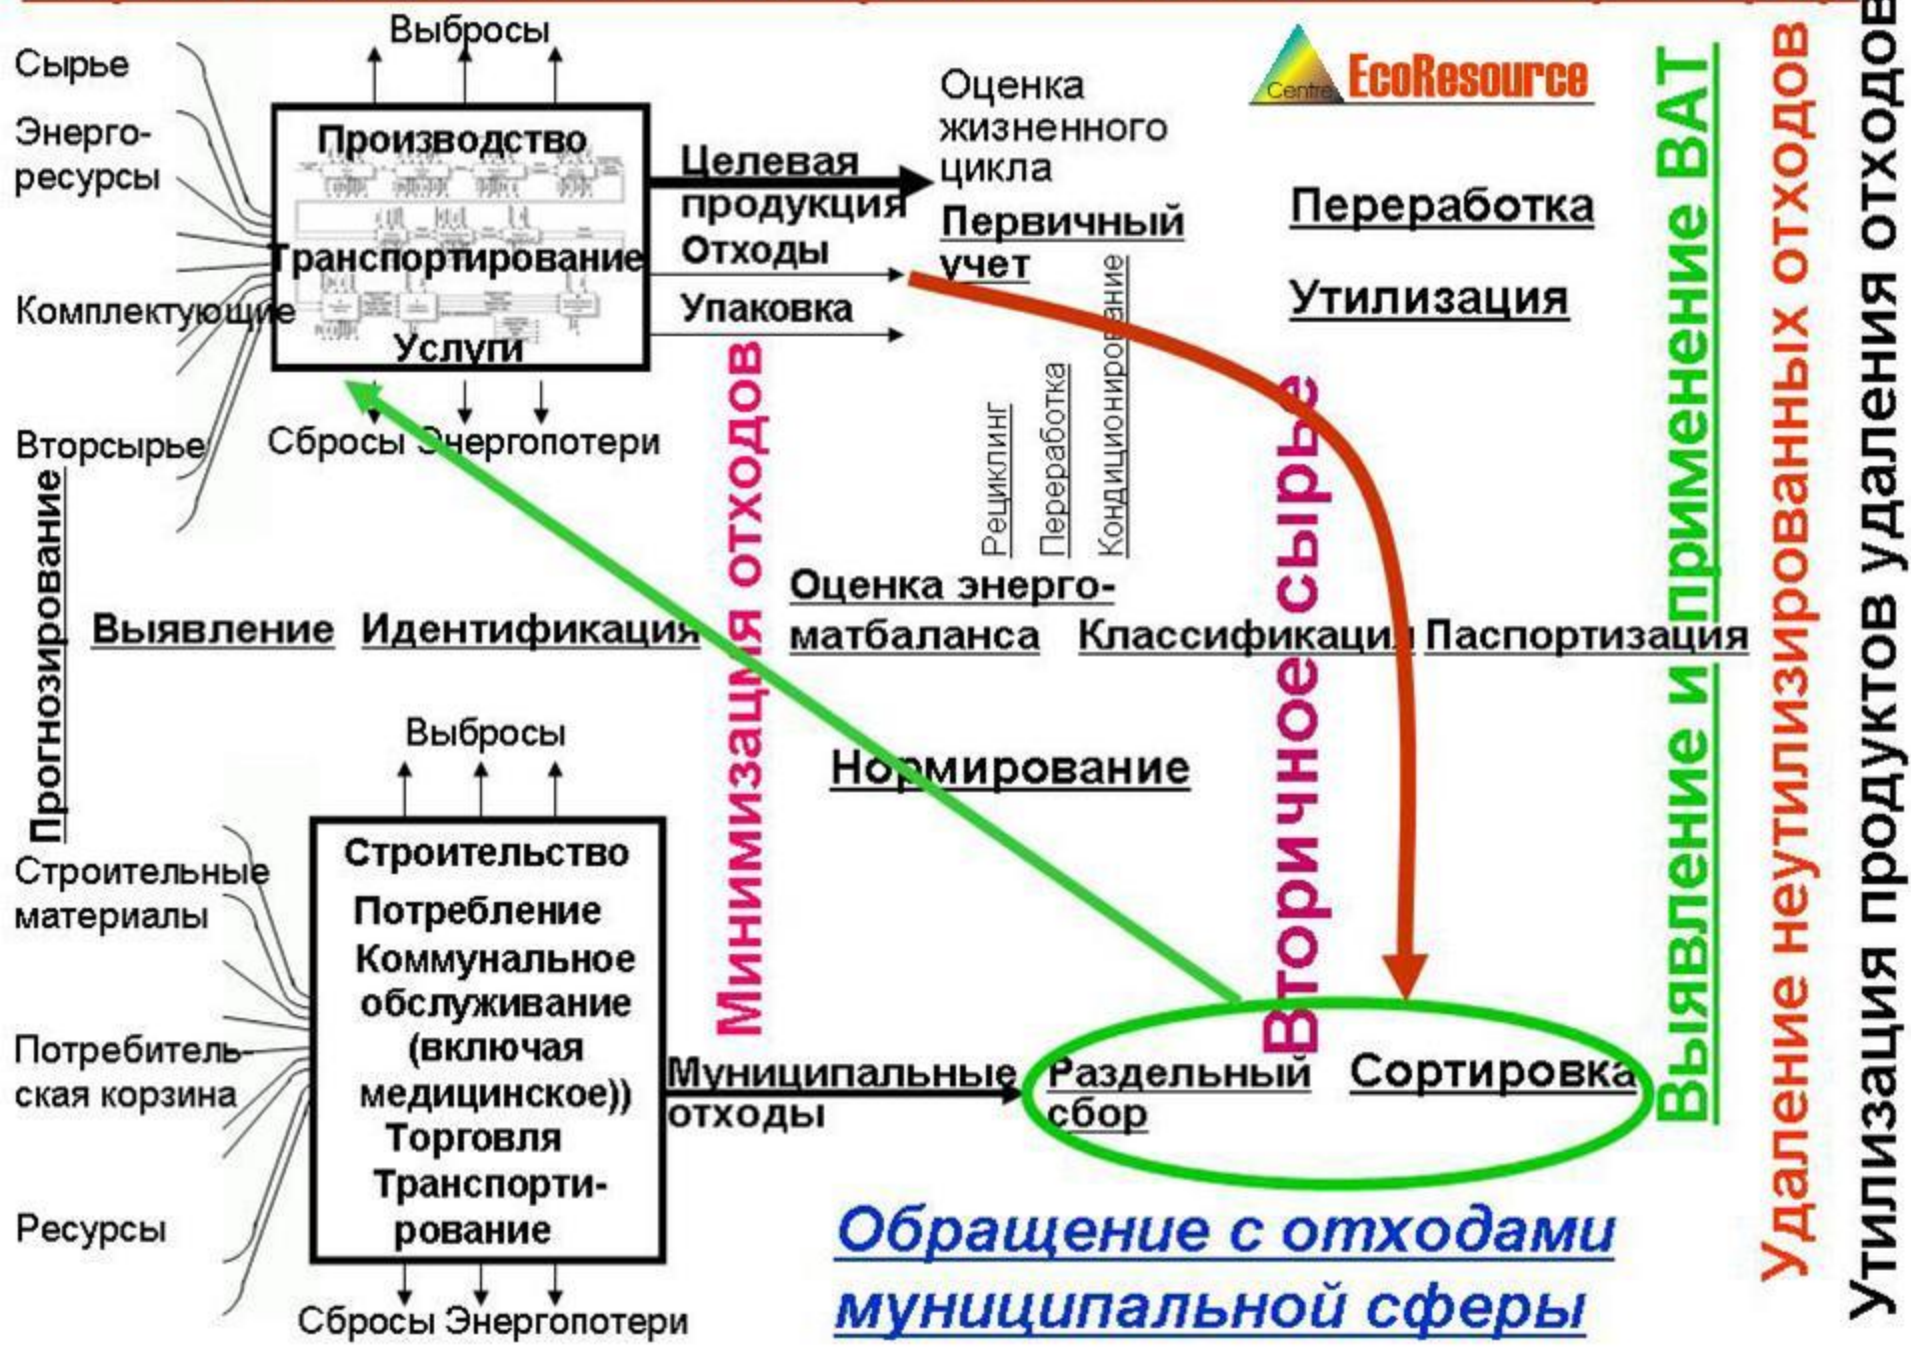 Выбросы
Сырье
Энерго-
ресурсы
Комплектующие
Вторсырье
Производство
Транспортирование
Услуги
Целевая
продукция
Отходы
Упаковка
Сбросы Энергопотери
Оценка
жизненного
цикла
Первичный
учет
Centre EcoResource
Переработка
Утилизация
Рециклинг
Переработка
Кондиционирование
Прогнозирование
Выявление
Идентификация
Минимизация отходов
Оценка энерго-
матбаланса
Классификация
Паспортизация
Нормирование
Вторичное сырье
Выявление и применение ВАТ
Удаление неутилизированных отходов
Утилизация продуктов удаления отходов
Выбросы
Строительные
материалы
Потребитель-
ская корзина
Ресурсы
Строительство
Потребление
Коммунальное
обслуживание
(включая
медицинское))
Торговля
Транспорти-
рование
Муниципальные
отходы
Раздельный
сбор
Сортировка
Сбросы Энергопотери
Обращение с отходами
муниципальной сферы